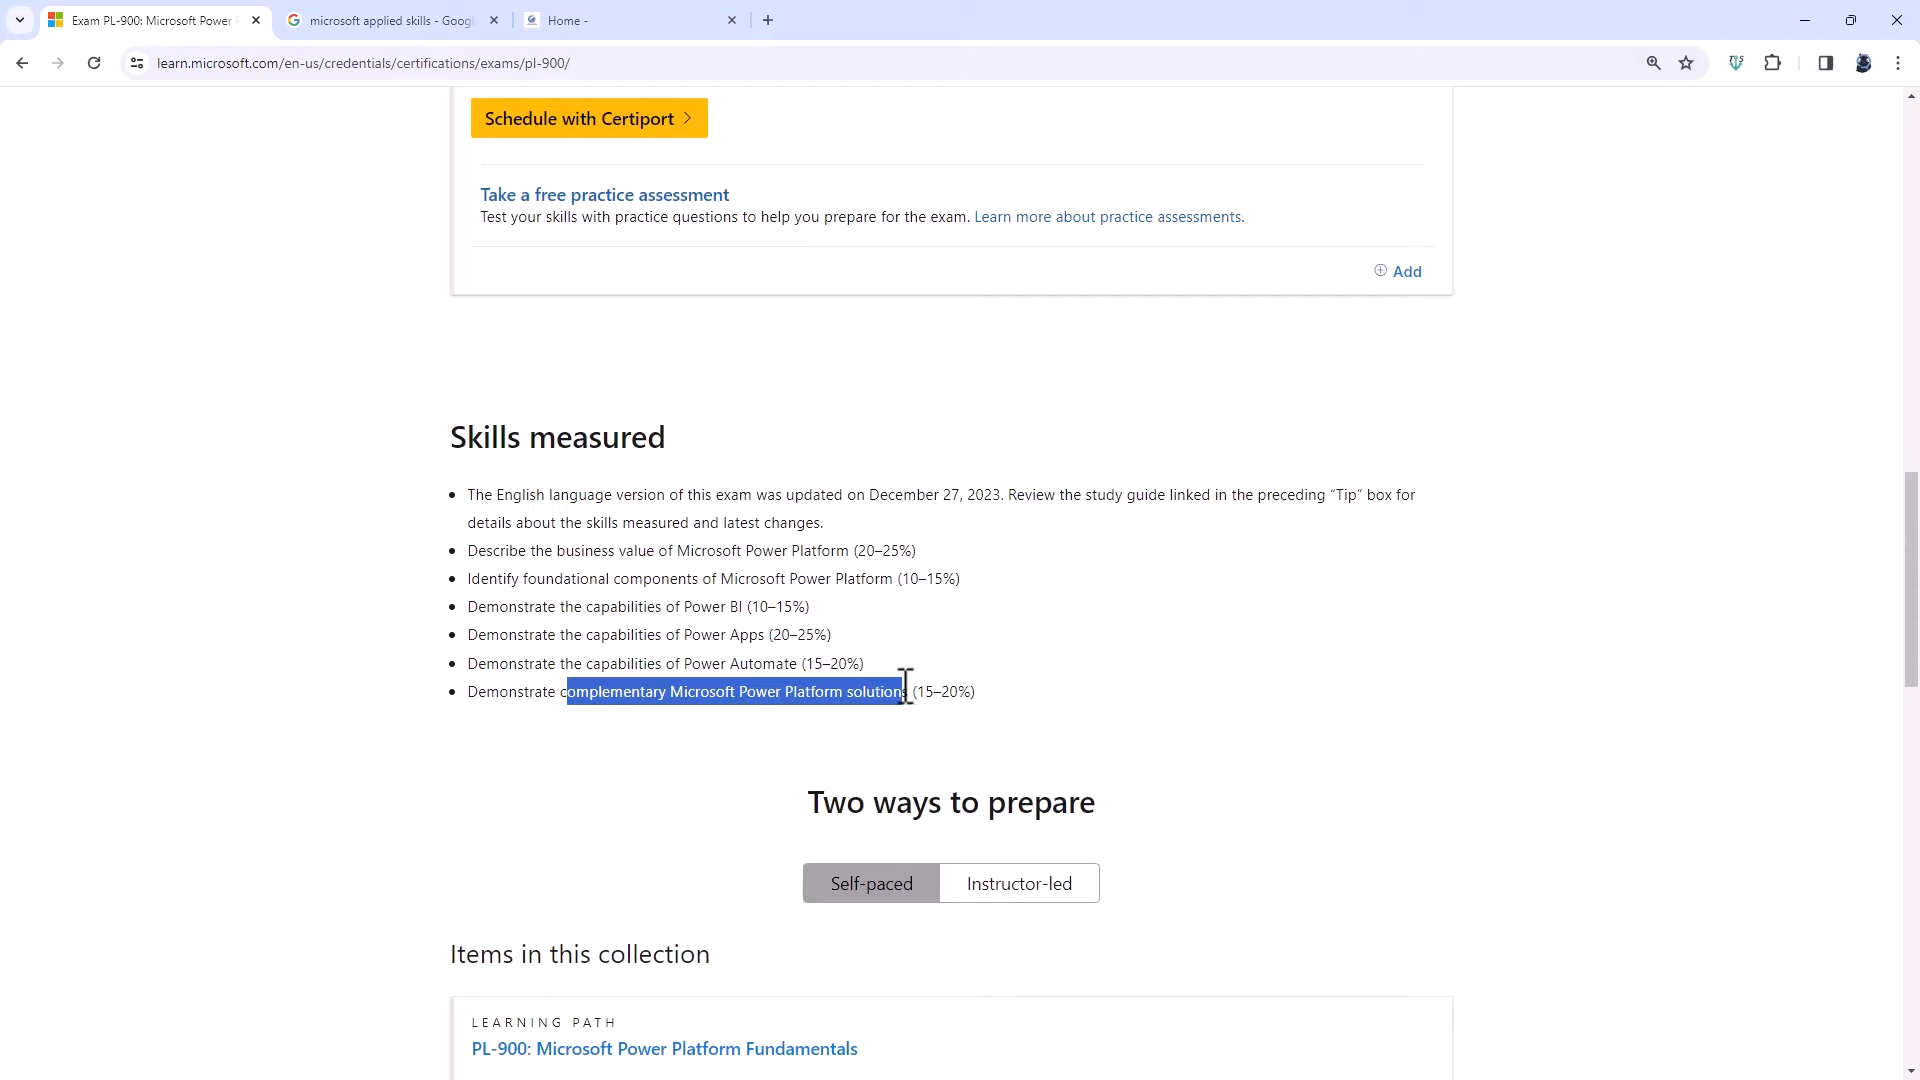 Exam PL-900: Microsoft Power
microsoft applied skills - Goog
Home -
learn.microsoft.com/en-us/credentials/certifications/exams/pl-900/
Schedule with Certiport
Take a free practice assessment
Test your skills with practice questions to help you prepare for the exam. Learn more about practice assessments.
Add
Skills measured
The English language version of this exam was updated on December 27, 2023. Review the study guide linked in the preceding “Tip” box for
details about the skills measured and latest changes.
Describe the business value of Microsoft Power Platform (20–25%)
Identify foundational components of Microsoft Power Platform (10–15%)
Demonstrate the capabilities of Power BI (10–15%)
Demonstrate the capabilities of Power Apps (20–25%)
Demonstrate the capabilities of Power Automate (15–20%)
Demonstrate complementary Microsoft Power Platform solutions (15–20%)
Two ways to prepare
Self-paced
Instructor-led
Items in this collection
LEARNING PATH
PL-900: Microsoft Power Platform Fundamentals